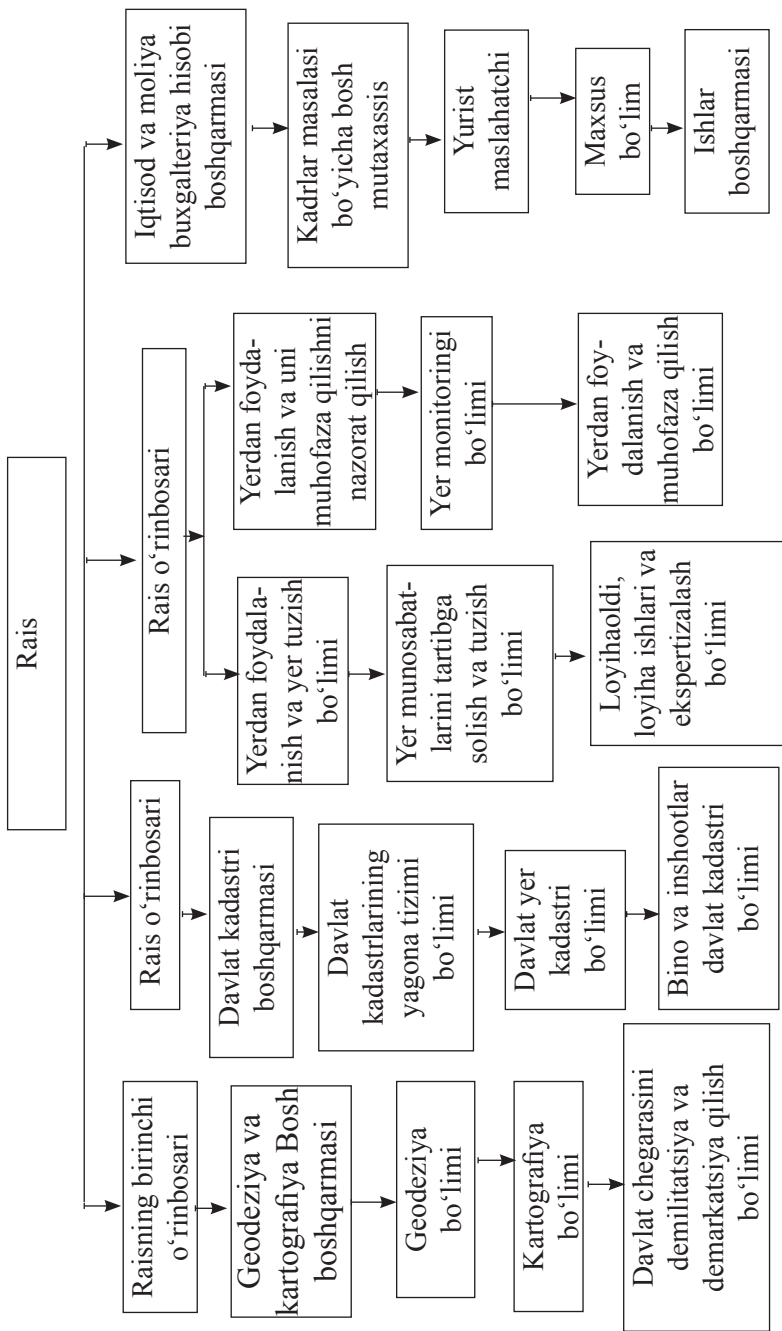 Rais
Raisning birinchi
o‘rinbosari
Geodeziya va
kartografiya Bosh
boshqarmasi
Geodeziya
bo‘limi
Kartografiya
bo‘limi
Davlat chegarasini
demilitatsiya va
demarkatsiya qilish
bo‘limi
Rais o‘rinbosari
Davlat kadastri
boshqarmasi
Davlat
kadastrlarining
yagona tizimi
bo‘limi
Davlat yer
kadastri
bo‘limi
Bino va inshootlar
davlat kadastri
bo‘limi
Rais o‘rinbosari
Yerdan foydala-
nish va yer tuzish
bo‘limi
Yer munosabat-
larini tartibga
solish va tuzish
bo‘limi
Loyihaoldi,
loyiha ishlari va
ekspertizalash
bo‘limi
Yerdan foyda-
lanish va uni
muhofaza qilishni
nazorat qilish
Yer monitoringi
bo‘limi
Yerdan foy-
dalanish va
muhofaza qilish
bo‘limi
Iqtisod va moliya
buxgalteriya hisobi
boshqarmasi
Kadrlar masalasi
bo‘yicha bosh
mutaxassis
Yurist
maslahatchi
Maxsus
bo‘lim
Ishlar
boshqarmasi